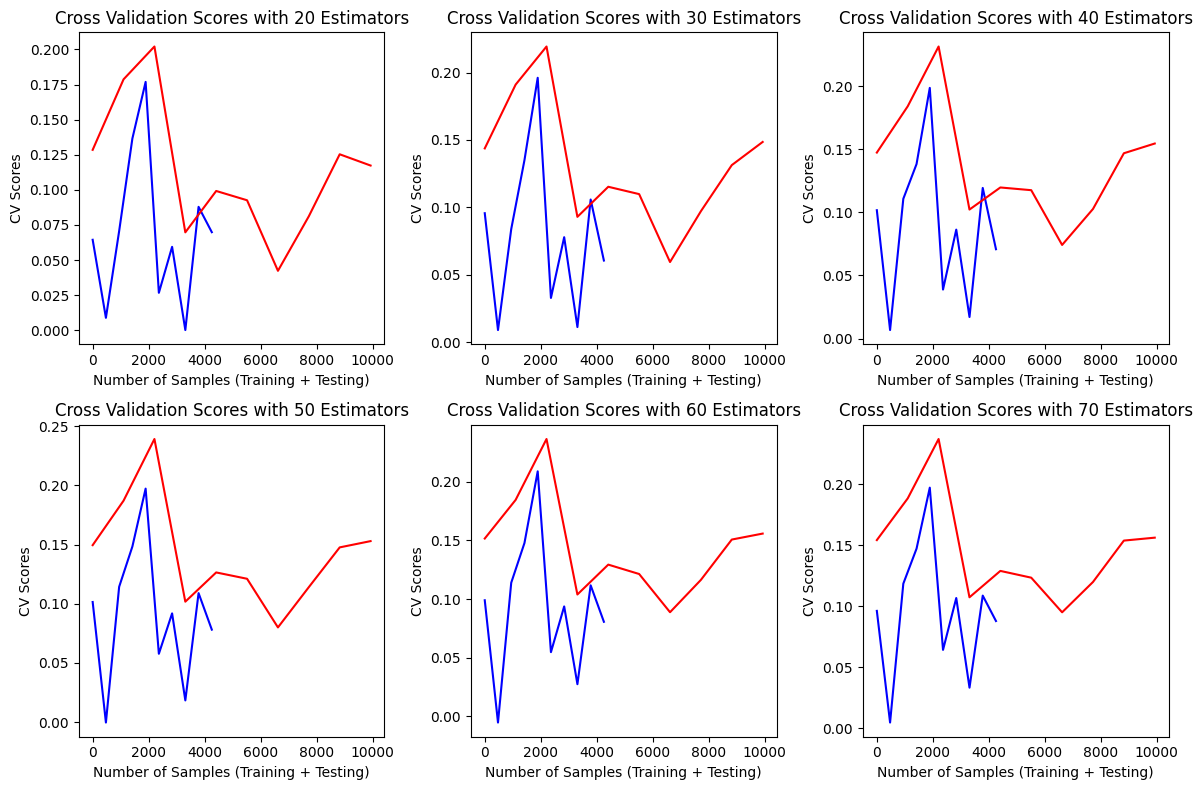 Cross Validation Scores with 20 Estimators
CV Scores
0.200
0.175
0.150
0.125
0.100
0.075
0.050
0.025
0.000
0 2000 4000 6000 8000 10000
Number of Samples (Training + Testing)
Cross Validation Scores with 30 Estimators
CV Scores
0.20
0.15
0.10
0.05
0.00
0 2000 4000 6000 8000 10000
Number of Samples (Training + Testing)
Cross Validation Scores with 40 Estimators
CV Scores
0.20
0.15
0.10
0.05
0.00
0 2000 4000 6000 8000 10000
Number of Samples (Training + Testing)
Cross Validation Scores with 50 Estimators
CV Scores
0.25
0.20
0.15
0.10
0.05
0.00
0 2000 4000 6000 8000 10000
Number of Samples (Training + Testing)
Cross Validation Scores with 60 Estimators
CV Scores
0.20
0.15
0.10
0.05
0.00
0 2000 4000 6000 8000 10000
Number of Samples (Training + Testing)
Cross Validation Scores with 70 Estimators
CV Scores
0.20
0.15
0.10
0.05
0.00
0 2000 4000 6000 8000 10000
Number of Samples (Training + Testing)